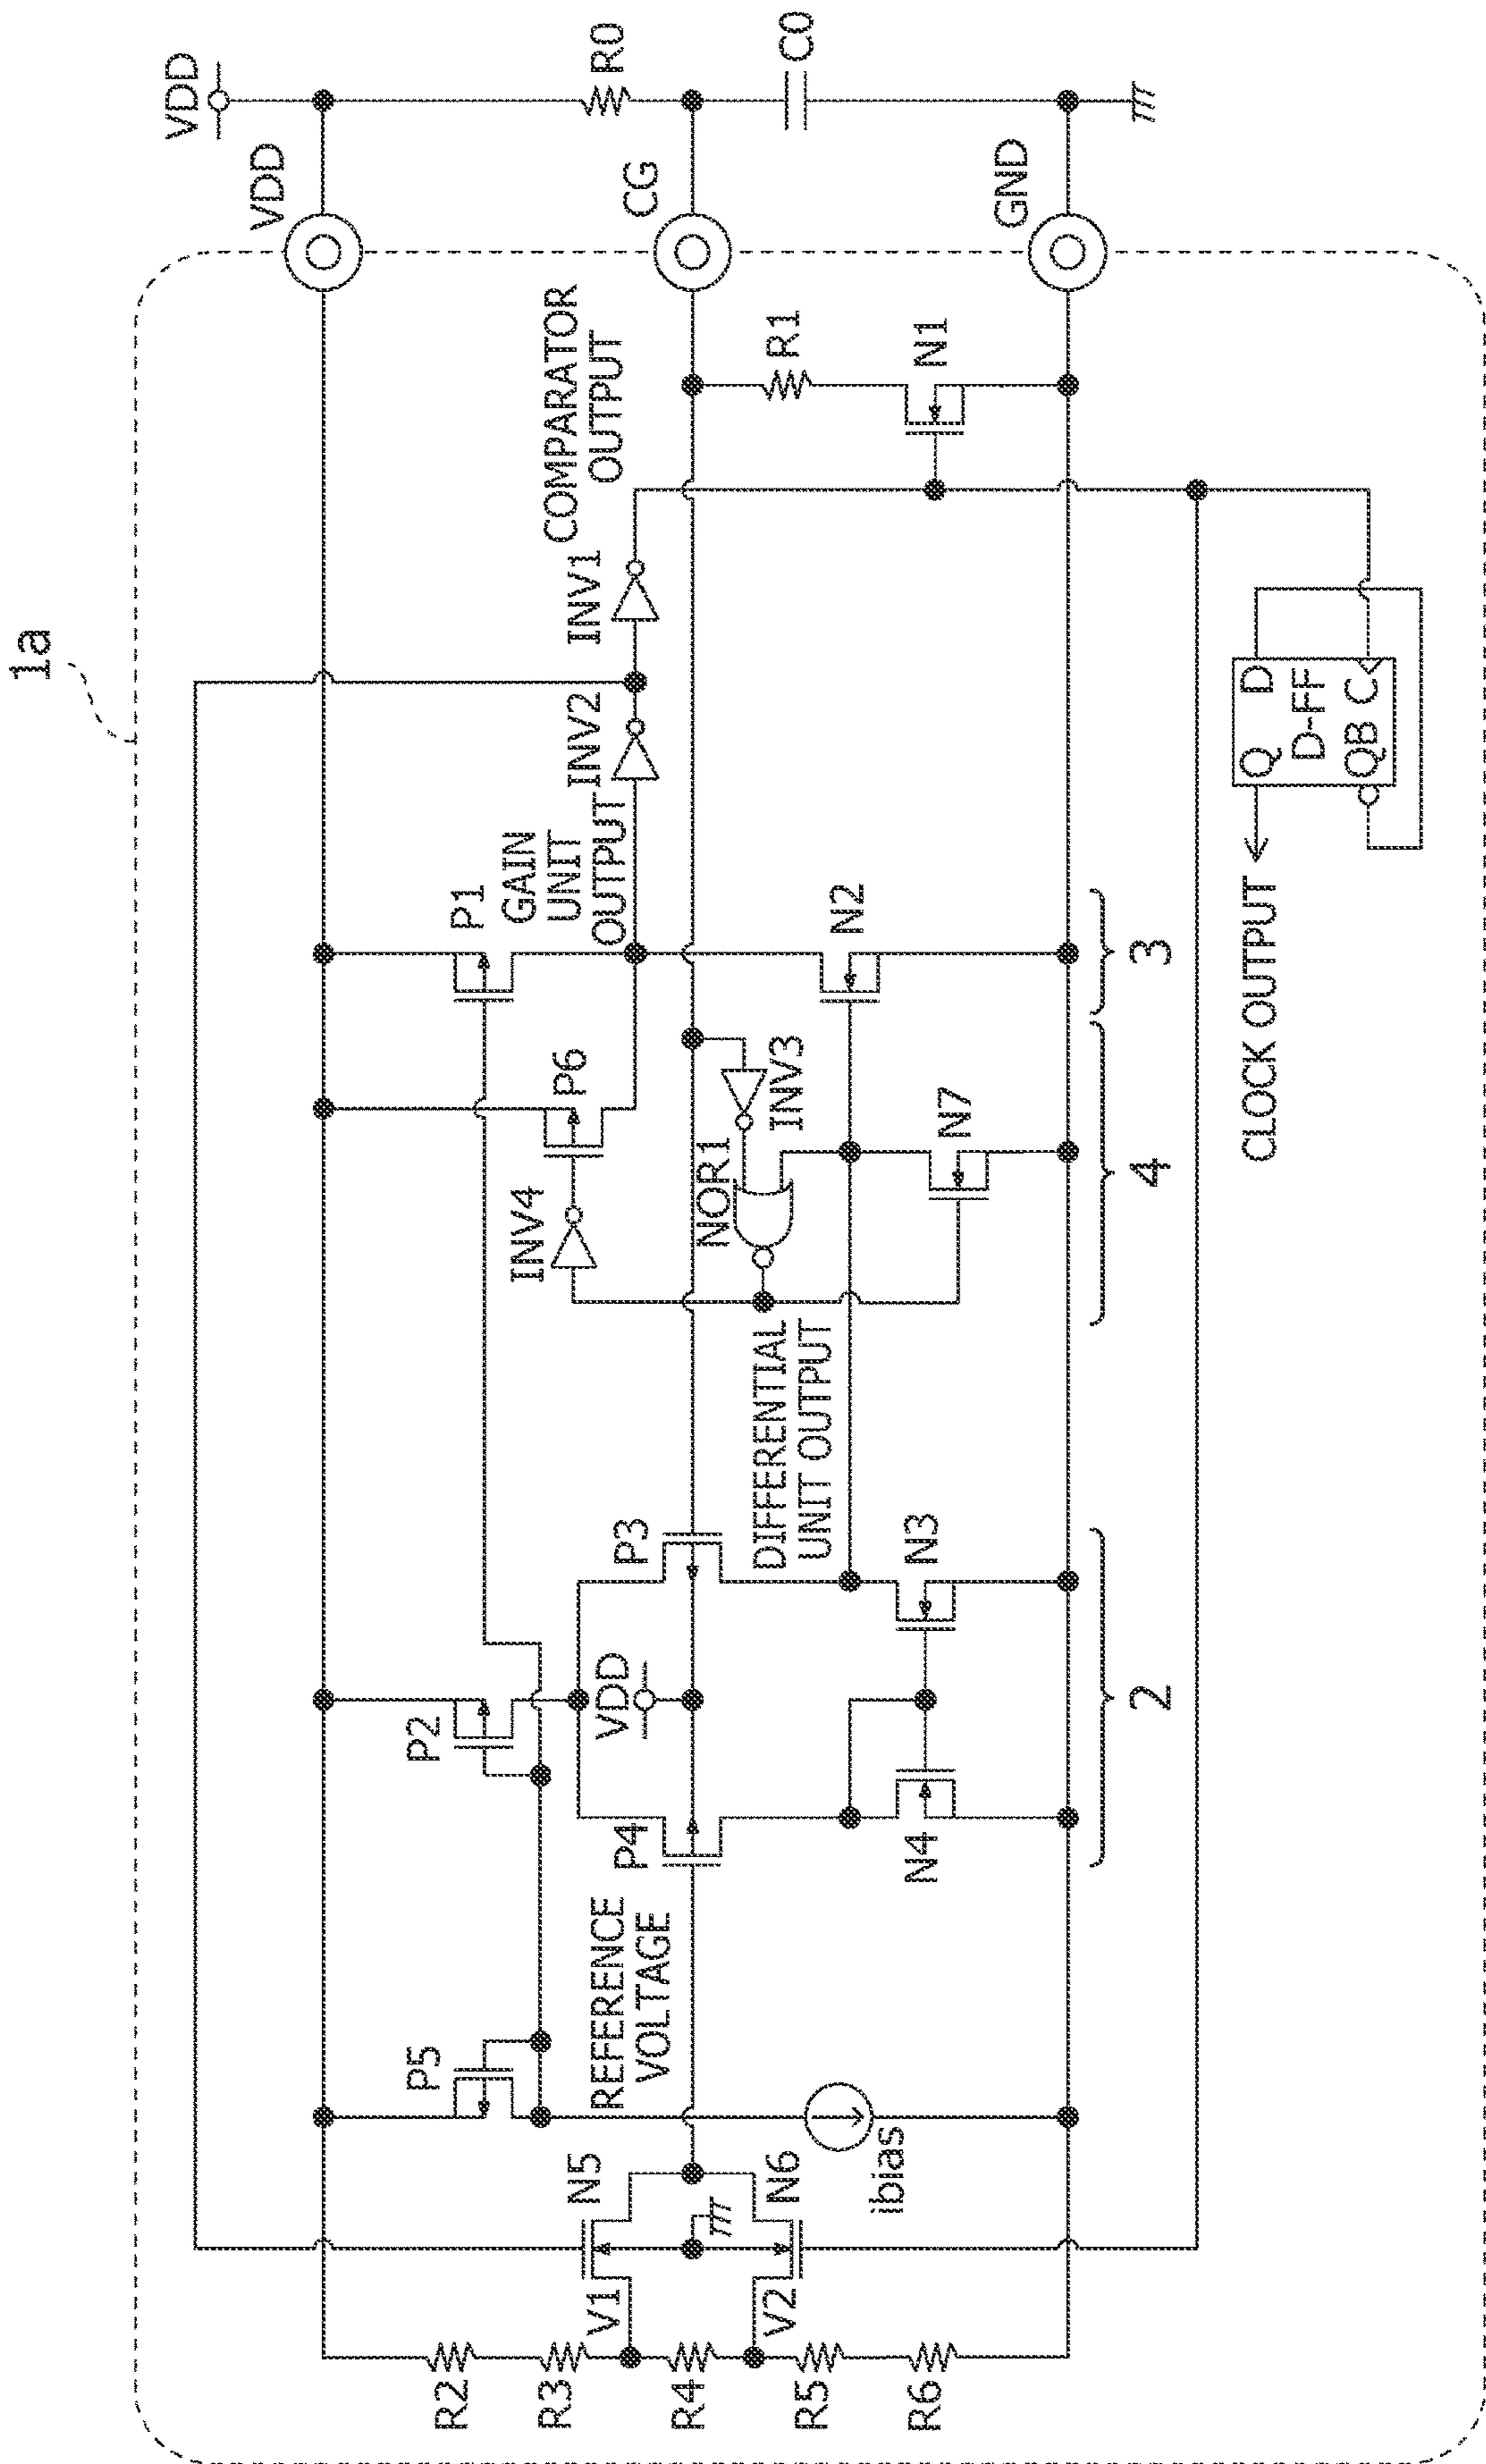 1a
VDD
VDD
R0
CG
C0
GND
COMPARATOR
OUTPUT
R1
N1
INV1
INV2
P1
GAIN
UNIT
OUTPUT
N2
P6
INV3
INV4
NOR1
N7
DIFFERENTIAL
UNIT OUTPUT
P3
N3
P2
VDD
P4
N4
REFERENCE
VOLTAGE
P5
ibias
N5
N6
V1
V2
R2
R3
R4
R5
R6
2
4
3
Q D
D-FF
QB C
CLOCK OUTPUT